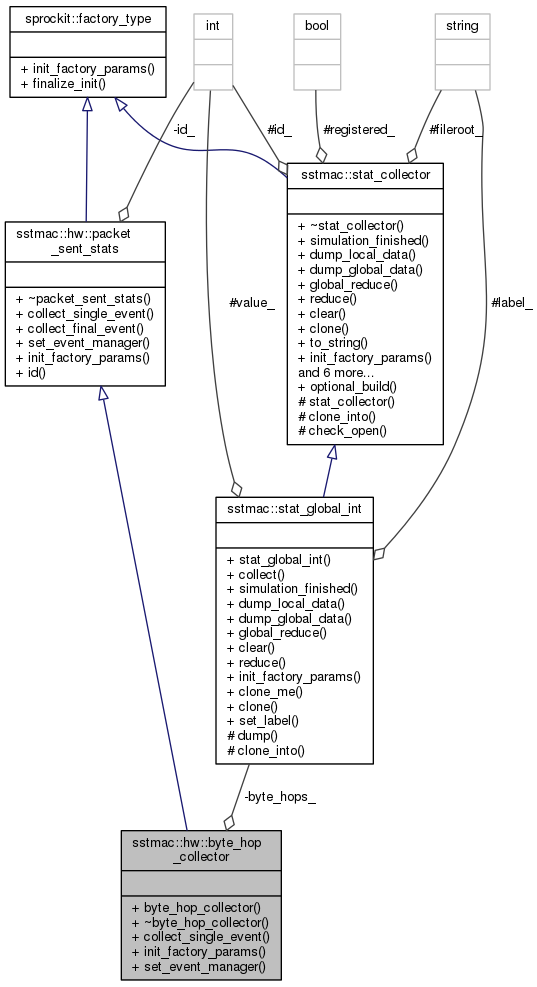 sprockit::factory_type
+ init_factory_params()
+ finalize_init()
int
bool
string
-id_
#id_
#registered_
#fileroot_
sstmac::stat_collector
+ ~stat_collector()
+ simulation_finished()
+ dump_local_data()
+ dump_global_data()
+ global_reduce()
+ reduce()
+ clear()
+ clone()
+ to_string()
+ init_factory_params()
and 6 more...
+ optional_build()
# stat_collector()
# clone_into()
# check_open()
sstmac::hw::packet
_sent_stats
+ ~packet_sent_stats()
+ collect_single_event()
+ collect_final_event()
+ set_event_manager()
+ init_factory_params()
+ id()
#value_
#label_
sstmac::stat_global_int
+ stat_global_int()
+ collect()
+ simulation_finished()
+ dump_local_data()
+ dump_global_data()
+ global_reduce()
+ clear()
+ reduce()
+ init_factory_params()
+ clone_me()
+ clone()
+ set_label()
# dump()
# clone_into()
-byte_hops_
sstmac::hw::byte_hop
_collector
+ byte_hop_collector()
+ ~byte_hop_collector()
+ collect_single_event()
+ init_factory_params()
+ set_event_manager()